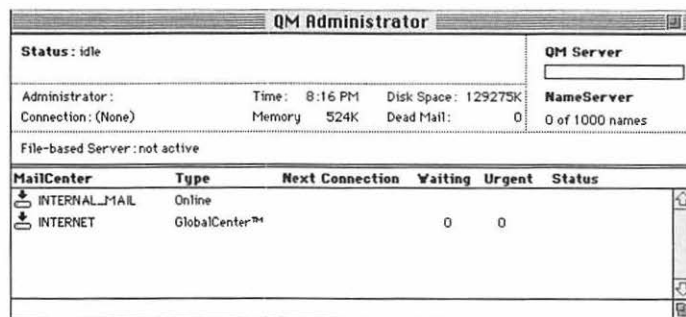 QM Administrator
Status: idle
QM Server
Administrator: Time: 8:16 PM Disk Space: 129275K NameServer
Connection: (None) Memory 524K Dead Mail: 0 0 of 1000 names
File-based Server: not active
MailCenter Type Next Connection Waiting Urgent Status
INTERNAL_MAIL Online
INTERNET GlobalCenter™ 0 0